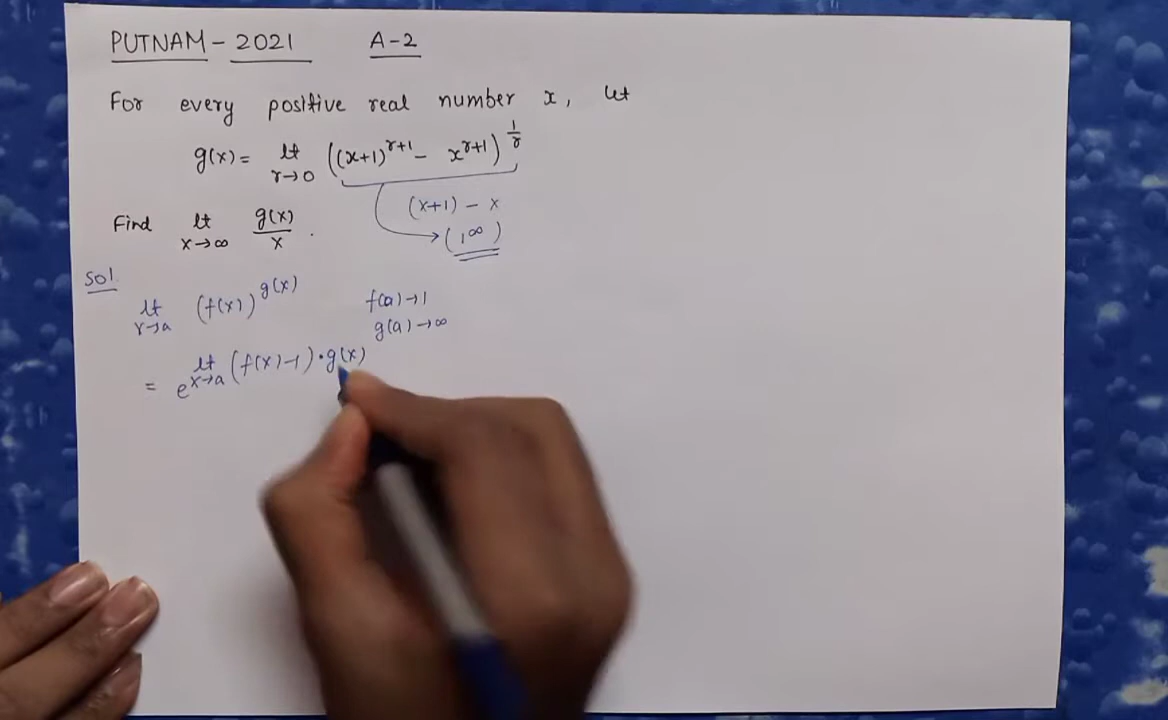 PUTNAM - 2021 A-2
For every positive real number x, let
g(x) = lt r→0 ((x+1)^{r+1} - x^{r+1})^{1/r}
(x+1) - x
Find lt x→∞ g(x)/x .
(1^∞)
Sol
lt x→a (f(x))^{g(x)} f(a)→1
g(a)→∞
= e^{lt x→a (f(x)-1)·g(x)}